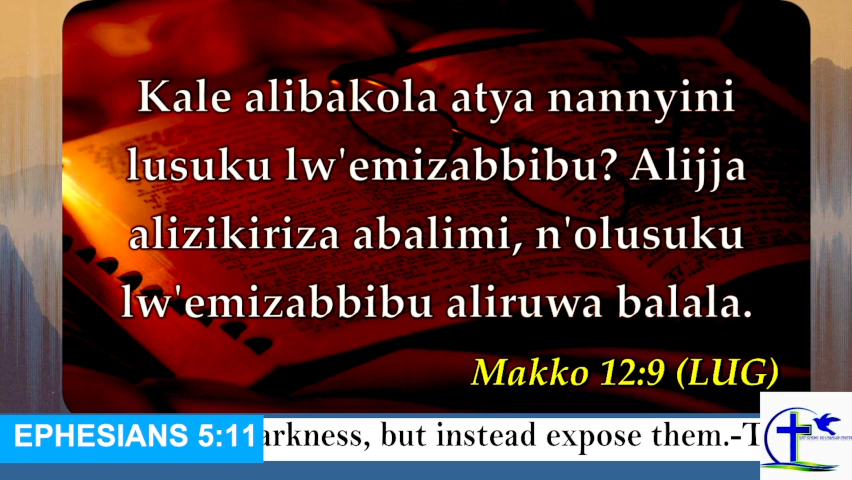 Kale alibakola atya nannyini
lusuku lw'emizabbibu? Alijja
alizikiriza abalimi, n'olusuku
lw'emizabbibu aliruwa balala.
Makko 12:9 (LUG)
EPHESIANS 5:11 arkness, but instead expose them.-T